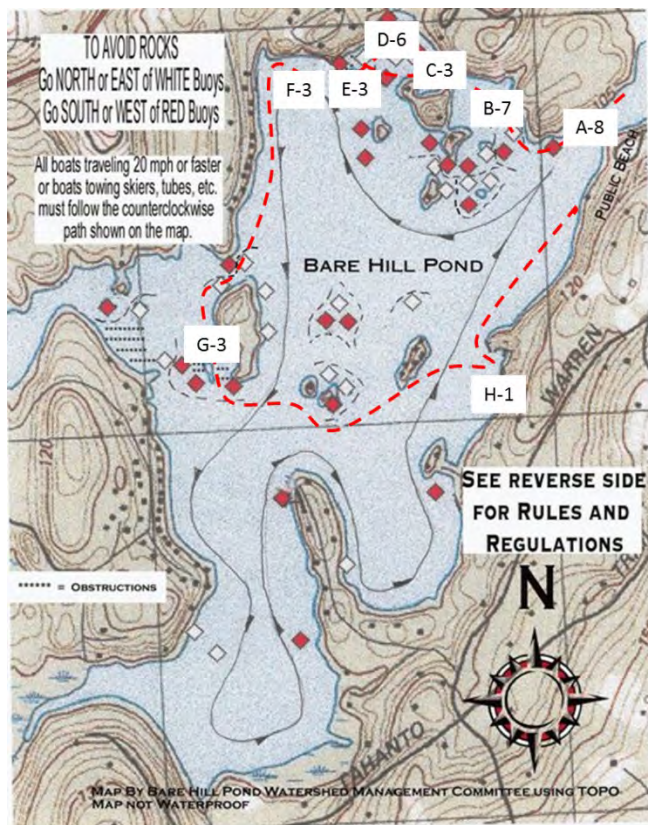 TO AVOID ROCKS
Go NORTH or EAST of WHITE Buoys
Go SOUTH or WEST of RED Buoys
All boats traveling 20 mph or faster
or boats towing skiers, tubes, etc.
must follow the counterclockwise
path shown on the map.
D-6
F-3
E-3
C-3
B-7
A-8
105
PUBLIC BEACH
BARE HILL POND
120
G-3
WARREN
H-1
120
SEE REVERSE SIDE
FOR RULES AND
REGULATIONS
****** = OBSTRUCTIONS
N
TAHANTO
MAP BY BARE HILL POND WATERSHED MANAGEMENT COMMITTEE USING TOPO
MAP NOT WATERPROOF